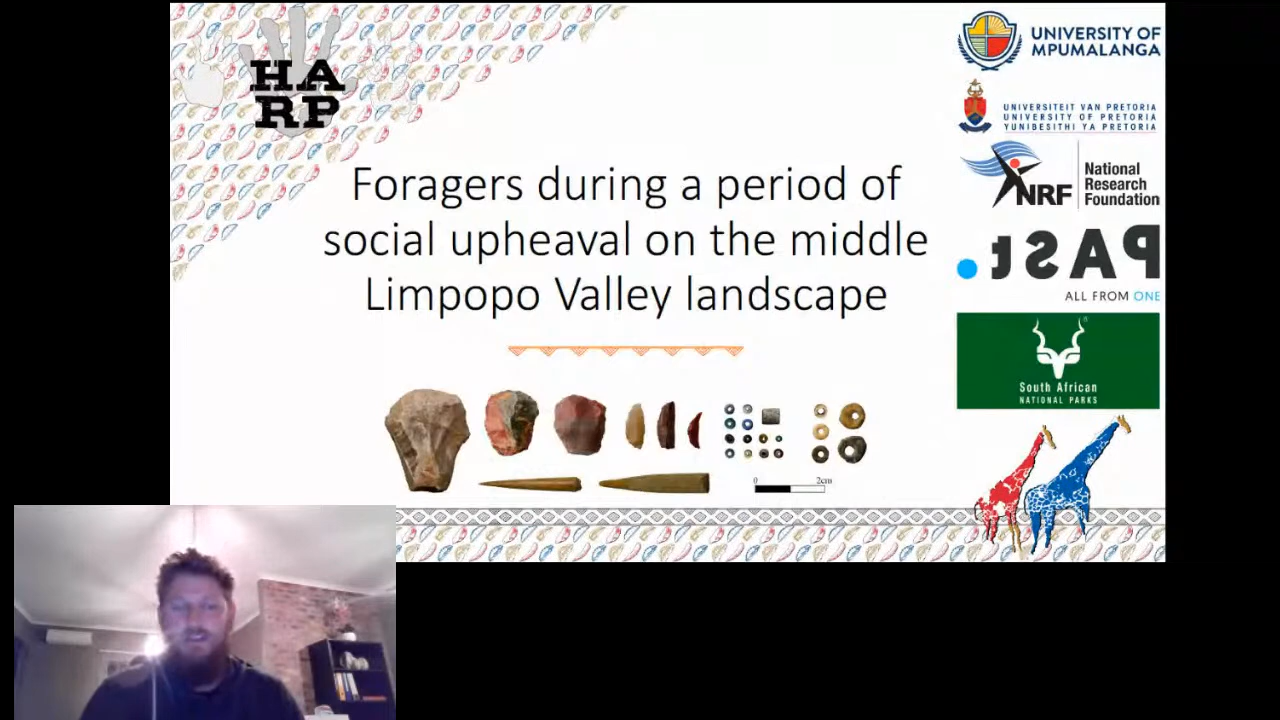 HA
RP
Foragers during a period of
social upheaval on the middle
Limpopo Valley landscape
0 2cm
UNIVERSITY OF
MPUMALANGA
UNIVERSITEIT VAN PRETORIA
UNIVERSITY OF PRETORIA
YUNIBESITHI YA PRETORIA
NRF
National
Research
Foundation
PASt
ALL FROM ONE
South African
NATIONAL PARKS